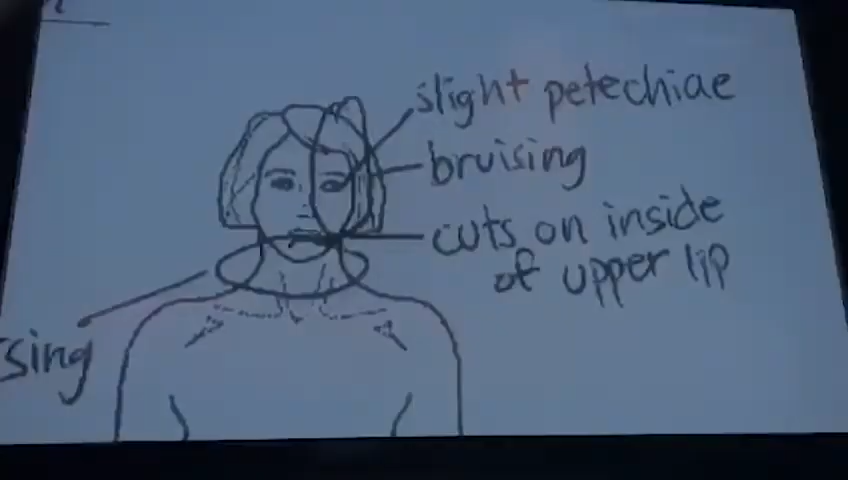 slight petechiae
bruising
cuts on inside
of upper lip
sing